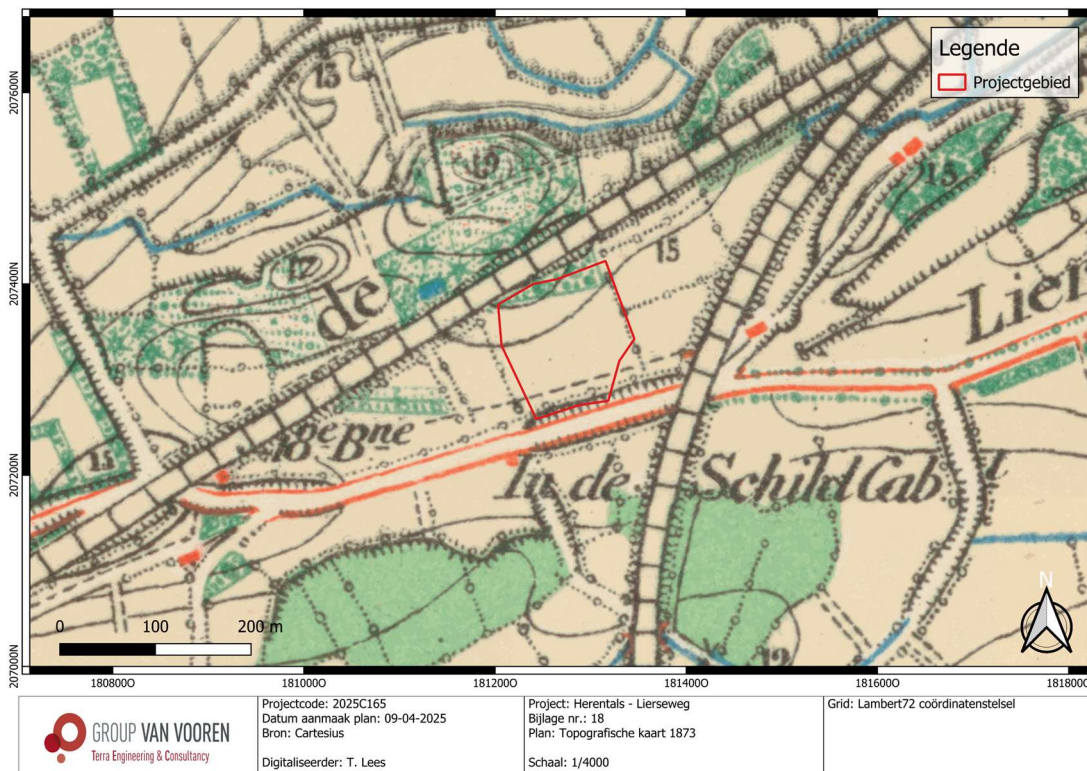 Legende
Projectgebied
207600N
207400N
207200N
207000N
13
19
17
15
15
15
de
Lier
18e Bne
In de Schild Cabt
12
N
0 100 200 m
180800O 181000O 181200O 181400O 181600O 181800O
GROUP VAN VOOREN
Terra Engineering & Consultancy
Projectcode: 2025C165
Datum aanmaak plan: 09-04-2025
Bron: Cartesius
Digitaliseerder: T. Lees
Project: Herentals - Lierseweg
Bijlage nr.: 18
Plan: Topografische kaart 1873
Schaal: 1/4000
Grid: Lambert72 coördinatenstelsel